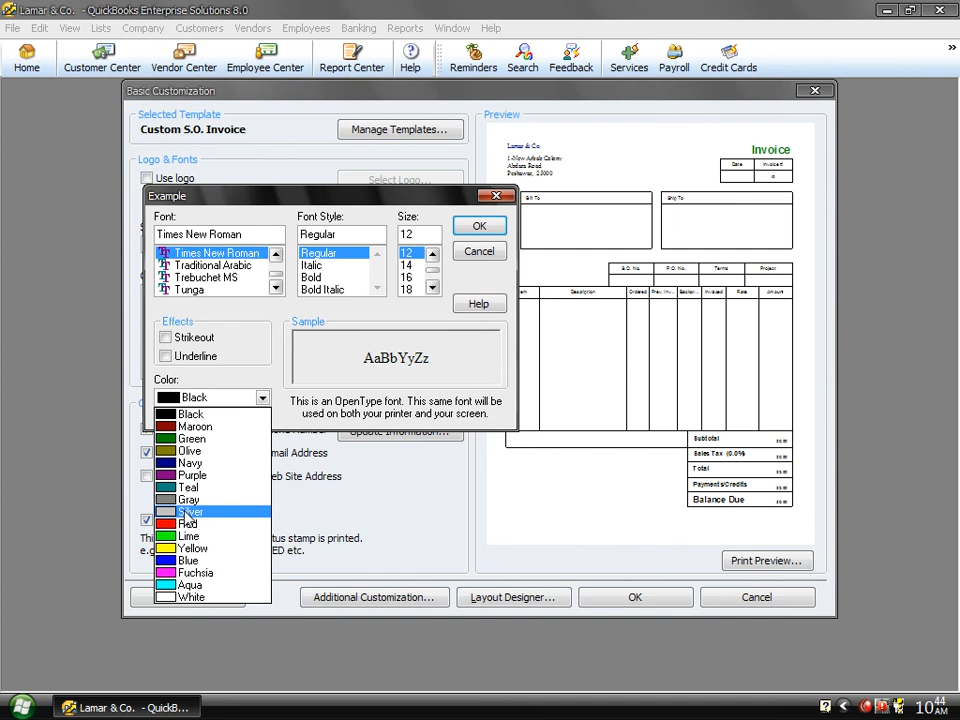 Lamar & Co. - QuickBooks Enterprise Solutions 8.0
File Edit View Lists Company Customers Vendors Employees Banking Reports Window Help
Home Customer Center Vendor Center Employee Center Report Center Help Reminders Search Feedback Services Payroll Credit Cards
Basic Customization
Selected Template
Custom S.O. Invoice
Manage Templates...
Logo & Fonts
Use logo
Select Logo...
Example
Font:
Times New Roman
Times New Roman
Traditional Arabic
Trebuchet MS
Tunga
Font Style:
Regular
Regular
Italic
Bold
Bold Italic
Size:
12
12
14
16
18
OK
Cancel
Help
Effects
Strikeout
Underline
Sample
AaBbYyZz
Color:
Black
This is an OpenType font. This same font will be
used on both your printer and your screen.
Black
Maroon
Green
Olive
Navy
Purple
Teal
Gray
Silver
Red
Lime
Yellow
Blue
Fuchsia
Aqua
White
Number
Update Information...
mail Address
eb Site Address
Thi
tus stamp is printed.
e.g
ED etc.
Preview
Lamar & Co.
Abdara Road
Peshawar, 25000
Invoice
Date Invoice #
Bill To
Ship To
S.O. No. P.O. No. Terms Project
em Description Ordered Prev. Inv... Backor... Invoiced Rate Amount
Subtotal
Sales Tax (0.0%
Total
Payments/Credits
Balance Due
Print Preview...
Additional Customization...
Layout Designer...
OK
Cancel
Lamar & Co. - QuickB...
10:44 AM